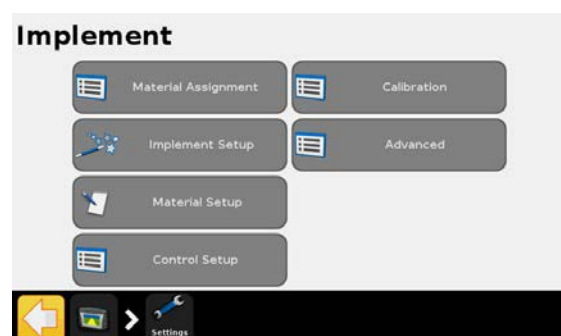 Implement
Material Assignment
Calibration
Implement Setup
Advanced
Material Setup
Control Setup
Settings